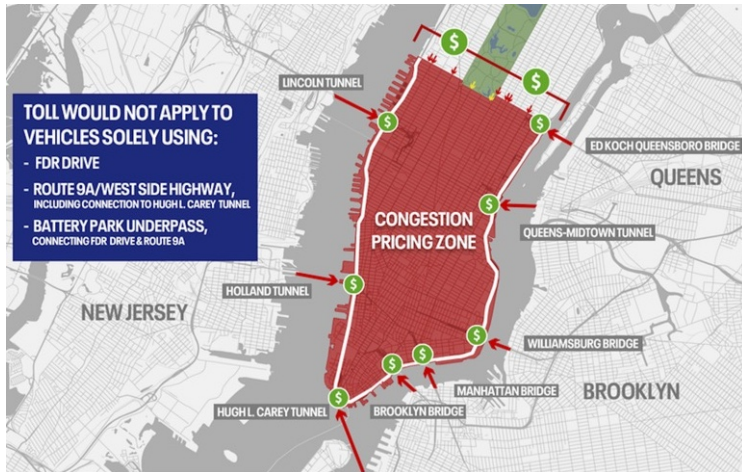 $
$
LINCOLN TUNNEL
TOLL WOULD NOT APPLY TO
VEHICLES SOLELY USING:
- FDR DRIVE
- ROUTE 9A/WEST SIDE HIGHWAY,
INCLUDING CONNECTION TO HUGH L. CAREY TUNNEL
- BATTERY PARK UNDERPASS,
CONNECTING FDR DRIVE & ROUTE 9A
$
$
ED KOCH QUEENSBORO BRIDGE
QUEENS
$
CONGESTION
PRICING ZONE
QUEENS-MIDTOWN TUNNEL
$
HOLLAND TUNNEL
NEW JERSEY
$
WILLIAMSBURG BRIDGE
$
$
MANHATTAN BRIDGE
BROOKLYN
$
HUGH L. CAREY TUNNEL
BROOKLYN BRIDGE